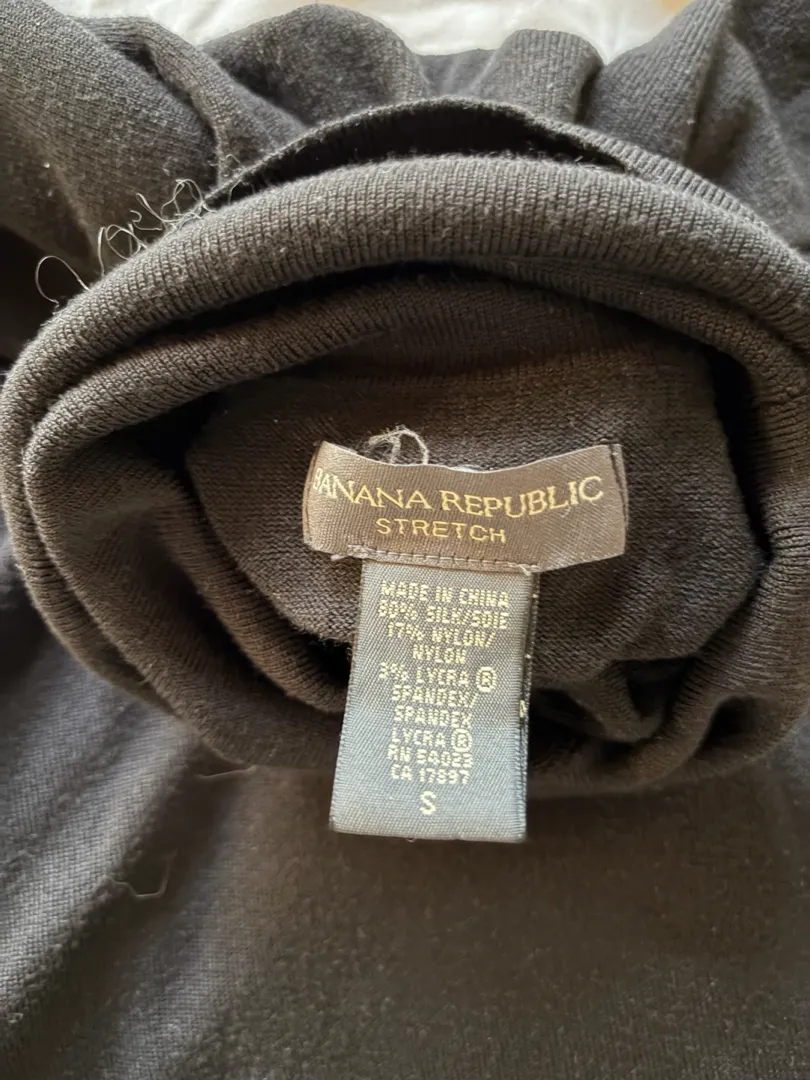 BANANA REPUBLIC
STRETCH
MADE IN CHINA
80% SILK/SOIE
17% NYLON/
NYLON
3% LYCRA ®
SPANDEX/
SPANDEX
LYCRA ®
RN 54023
CA 17897
S